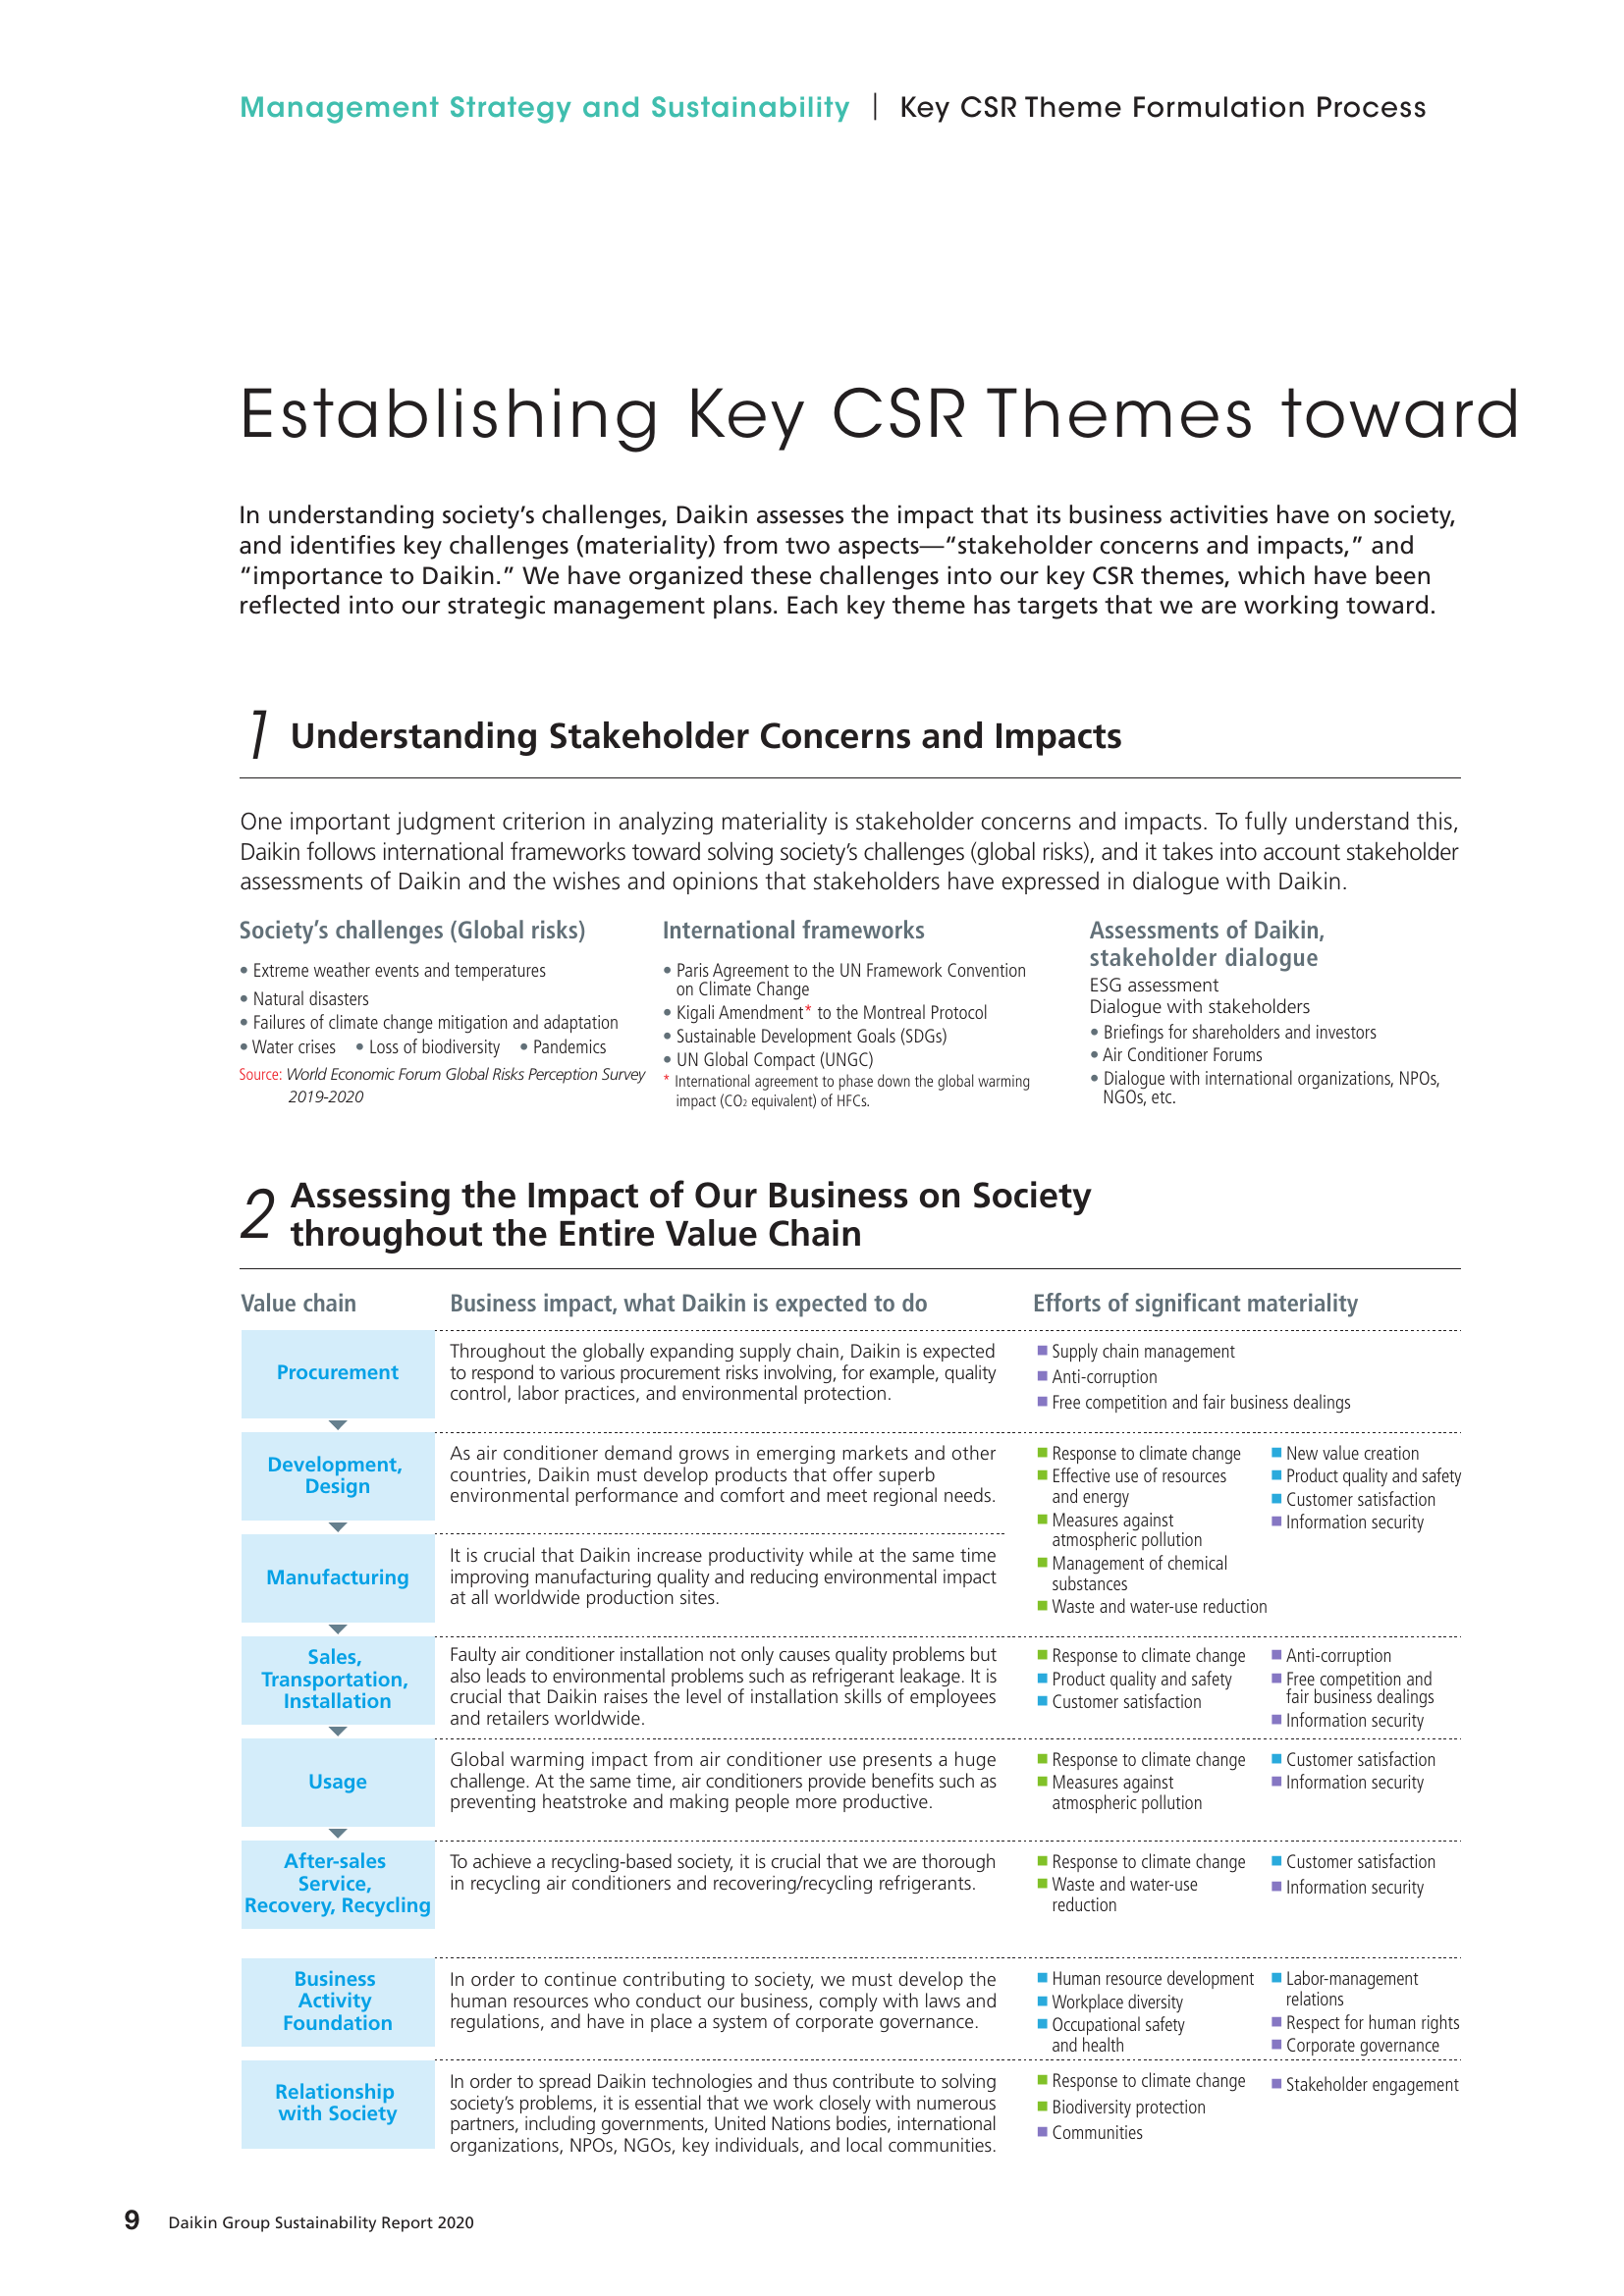 Management Strategy and Sustainability | Key CSR Theme Formulation Process
Establishing Key CSR Themes toward
In understanding society’s challenges, Daikin assesses the impact that its business activities have on society,
and identifies key challenges (materiality) from two aspects—“stakeholder concerns and impacts,” and
“importance to Daikin.” We have organized these challenges into our key CSR themes, which have been
reflected into our strategic management plans. Each key theme has targets that we are working toward.
1 Understanding Stakeholder Concerns and Impacts
One important judgment criterion in analyzing materiality is stakeholder concerns and impacts. To fully understand this,
Daikin follows international frameworks toward solving society’s challenges (global risks), and it takes into account stakeholder
assessments of Daikin and the wishes and opinions that stakeholders have expressed in dialogue with Daikin.
Society’s challenges (Global risks)
• Extreme weather events and temperatures
• Natural disasters
• Failures of climate change mitigation and adaptation
• Water crises • Loss of biodiversity • Pandemics
Source: World Economic Forum Global Risks Perception Survey
2019-2020
International frameworks
• Paris Agreement to the UN Framework Convention
on Climate Change
• Kigali Amendment* to the Montreal Protocol
• Sustainable Development Goals (SDGs)
• UN Global Compact (UNGC)
* International agreement to phase down the global warming
impact (CO2 equivalent) of HFCs.
Assessments of Daikin,
stakeholder dialogue
ESG assessment
Dialogue with stakeholders
• Briefings for shareholders and investors
• Air Conditioner Forums
• Dialogue with international organizations, NPOs,
NGOs, etc.
2 Assessing the Impact of Our Business on Society
throughout the Entire Value Chain
Value chain
Business impact, what Daikin is expected to do
Efforts of significant materiality
Procurement
Throughout the globally expanding supply chain, Daikin is expected
to respond to various procurement risks involving, for example, quality
control, labor practices, and environmental protection.
■ Supply chain management
■ Anti-corruption
■ Free competition and fair business dealings
Development,
Design
As air conditioner demand grows in emerging markets and other
countries, Daikin must develop products that offer superb
environmental performance and comfort and meet regional needs.
Manufacturing
It is crucial that Daikin increase productivity while at the same time
improving manufacturing quality and reducing environmental impact
at all worldwide production sites.
■ Response to climate change
■ Effective use of resources
and energy
■ Measures against
atmospheric pollution
■ Management of chemical
substances
■ Waste and water-use reduction
■ New value creation
■ Product quality and safety
■ Customer satisfaction
■ Information security
Sales,
Transportation,
Installation
Faulty air conditioner installation not only causes quality problems but
also leads to environmental problems such as refrigerant leakage. It is
crucial that Daikin raises the level of installation skills of employees
and retailers worldwide.
■ Response to climate change
■ Product quality and safety
■ Customer satisfaction
■ Anti-corruption
■ Free competition and
fair business dealings
■ Information security
Usage
Global warming impact from air conditioner use presents a huge
challenge. At the same time, air conditioners provide benefits such as
preventing heatstroke and making people more productive.
■ Response to climate change
■ Measures against
atmospheric pollution
■ Customer satisfaction
■ Information security
After-sales
Service,
Recovery, Recycling
To achieve a recycling-based society, it is crucial that we are thorough
in recycling air conditioners and recovering/recycling refrigerants.
■ Response to climate change
■ Waste and water-use
reduction
■ Customer satisfaction
■ Information security
Business
Activity
Foundation
In order to continue contributing to society, we must develop the
human resources who conduct our business, comply with laws and
regulations, and have in place a system of corporate governance.
■ Human resource development
■ Workplace diversity
■ Occupational safety
and health
■ Labor-management
relations
■ Respect for human rights
■ Corporate governance
Relationship
with Society
In order to spread Daikin technologies and thus contribute to solving
society’s problems, it is essential that we work closely with numerous
partners, including governments, United Nations bodies, international
organizations, NPOs, NGOs, key individuals, and local communities.
■ Response to climate change
■ Biodiversity protection
■ Communities
■ Stakeholder engagement
9 Daikin Group Sustainability Report 2020